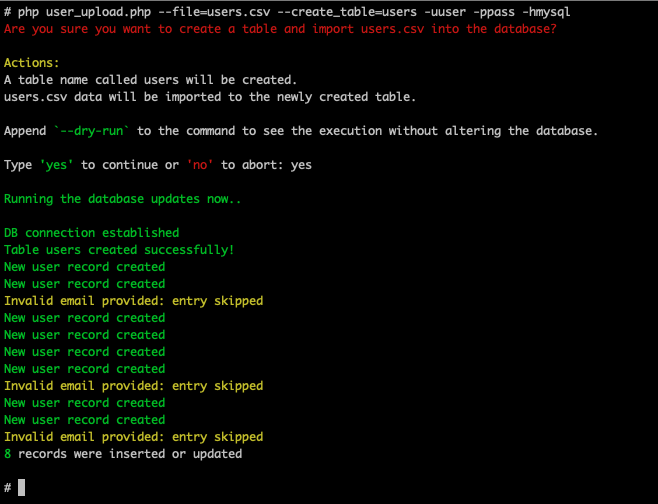 # php user_upload.php --file=users.csv --create_table=users -uuser -ppass -hmysql
Are you sure you want to create a table and import users.csv into the database?
Actions:
A table name called users will be created.
users.csv data will be imported to the newly created table.
Append `--dry-run` to the command to see the execution without altering the database.
Type 'yes' to continue or 'no' to abort: yes
Running the database updates now..
DB connection established
Table users created successfully!
New user record created
New user record created
Invalid email provided: entry skipped
New user record created
New user record created
New user record created
New user record created
Invalid email provided: entry skipped
New user record created
New user record created
Invalid email provided: entry skipped
8 records were inserted or updated
#